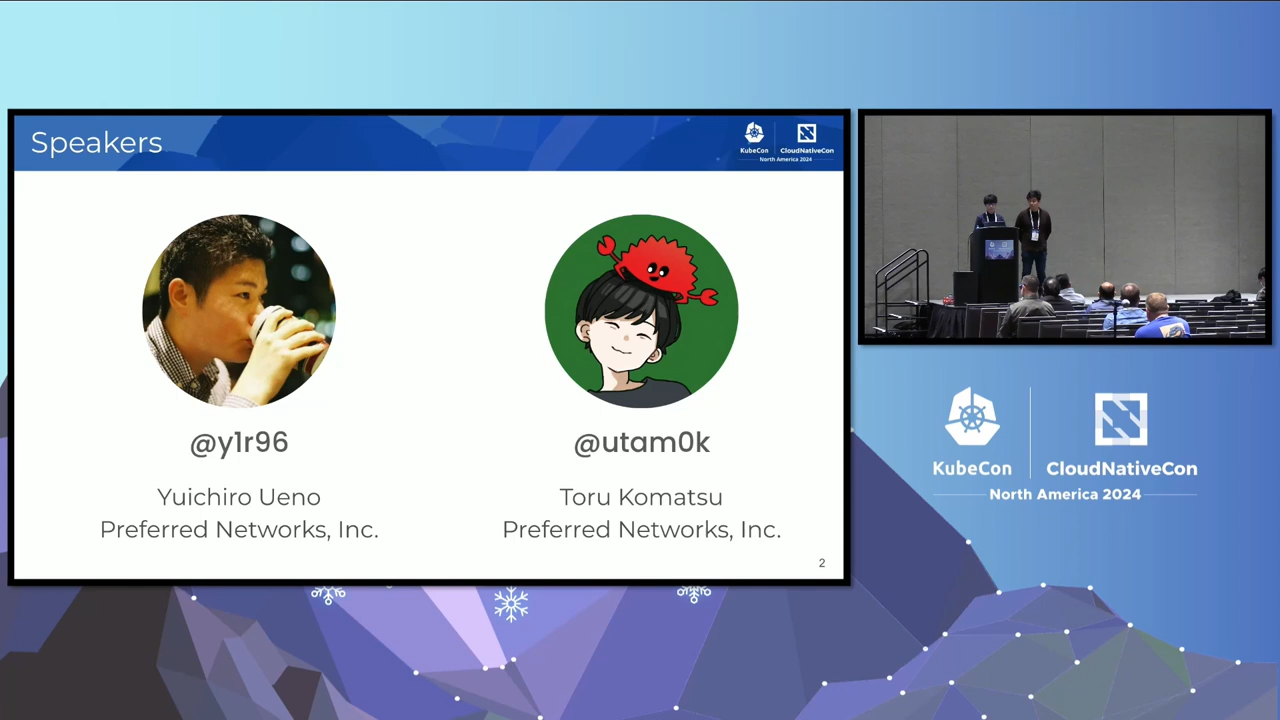 Speakers
KubeCon
CloudNativeCon
North America 2024
@y1r96
@utam0k
Yuichiro Ueno
Preferred Networks, Inc.
Toru Komatsu
Preferred Networks, Inc.
2
KubeCon
CloudNativeCon
North America 2024